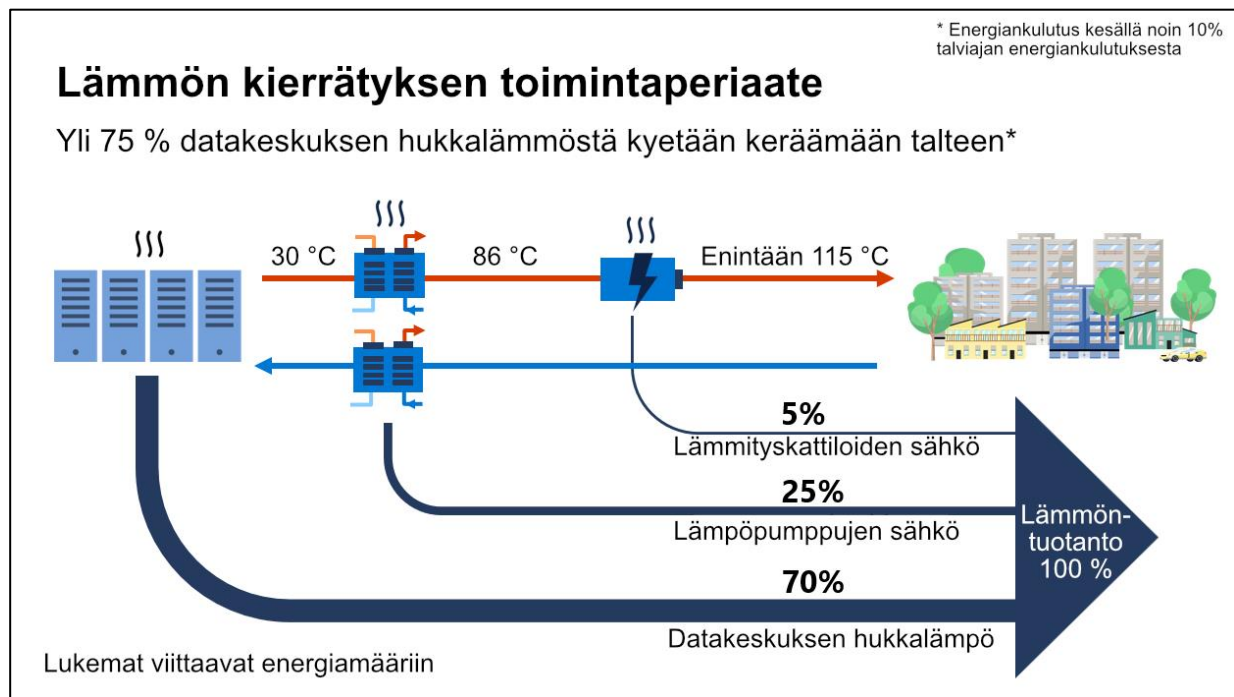 * Energiankulutus kesällä noin 10%
talviajan energiankulutuksesta
Lämmön kierrätyksen toimintaperiaate
Yli 75 % datakeskuksen hukkalämmöstä kyetään keräämään talteen*
30 °C
86 °C
Enintään 115 °C
5%
Lämmityskattiloiden sähkö
25%
Lämpöpumppujen sähkö
70%
Datakeskuksen hukkalämpö
Lämmön-
tuotanto
100 %
Lukemat viittaavat energiamääriin